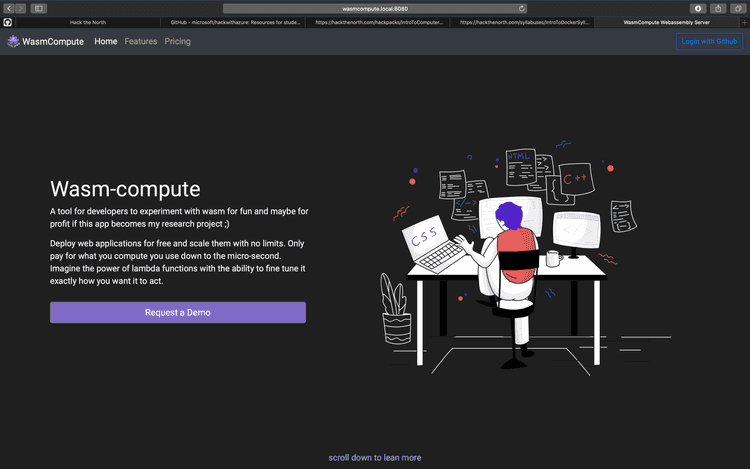 wasmcompute.local:8080
Hack the North
GitHub - microsoft/hackwithazure: Resources for stude...
https://hackthenorth.com/hackpacks/IntroToComputer...
https://hackthenorth.com/syllabuses/IntroToDockerSyll...
WasmCompute Webassembly Server
WasmCompute Home Features Pricing
Login with Github
HTML
C++
CSS
</>
Wasm-compute
A tool for developers to experiment with wasm for fun and maybe for
profit if this app becomes my research project ;)
Deploy web applications for free and scale them with no limits. Only
pay for what you compute you use down to the micro-second.
Imagine the power of lambda functions with the ability to fine tune it
exactly how you want it to act.
Request a Demo
scroll down to lean more